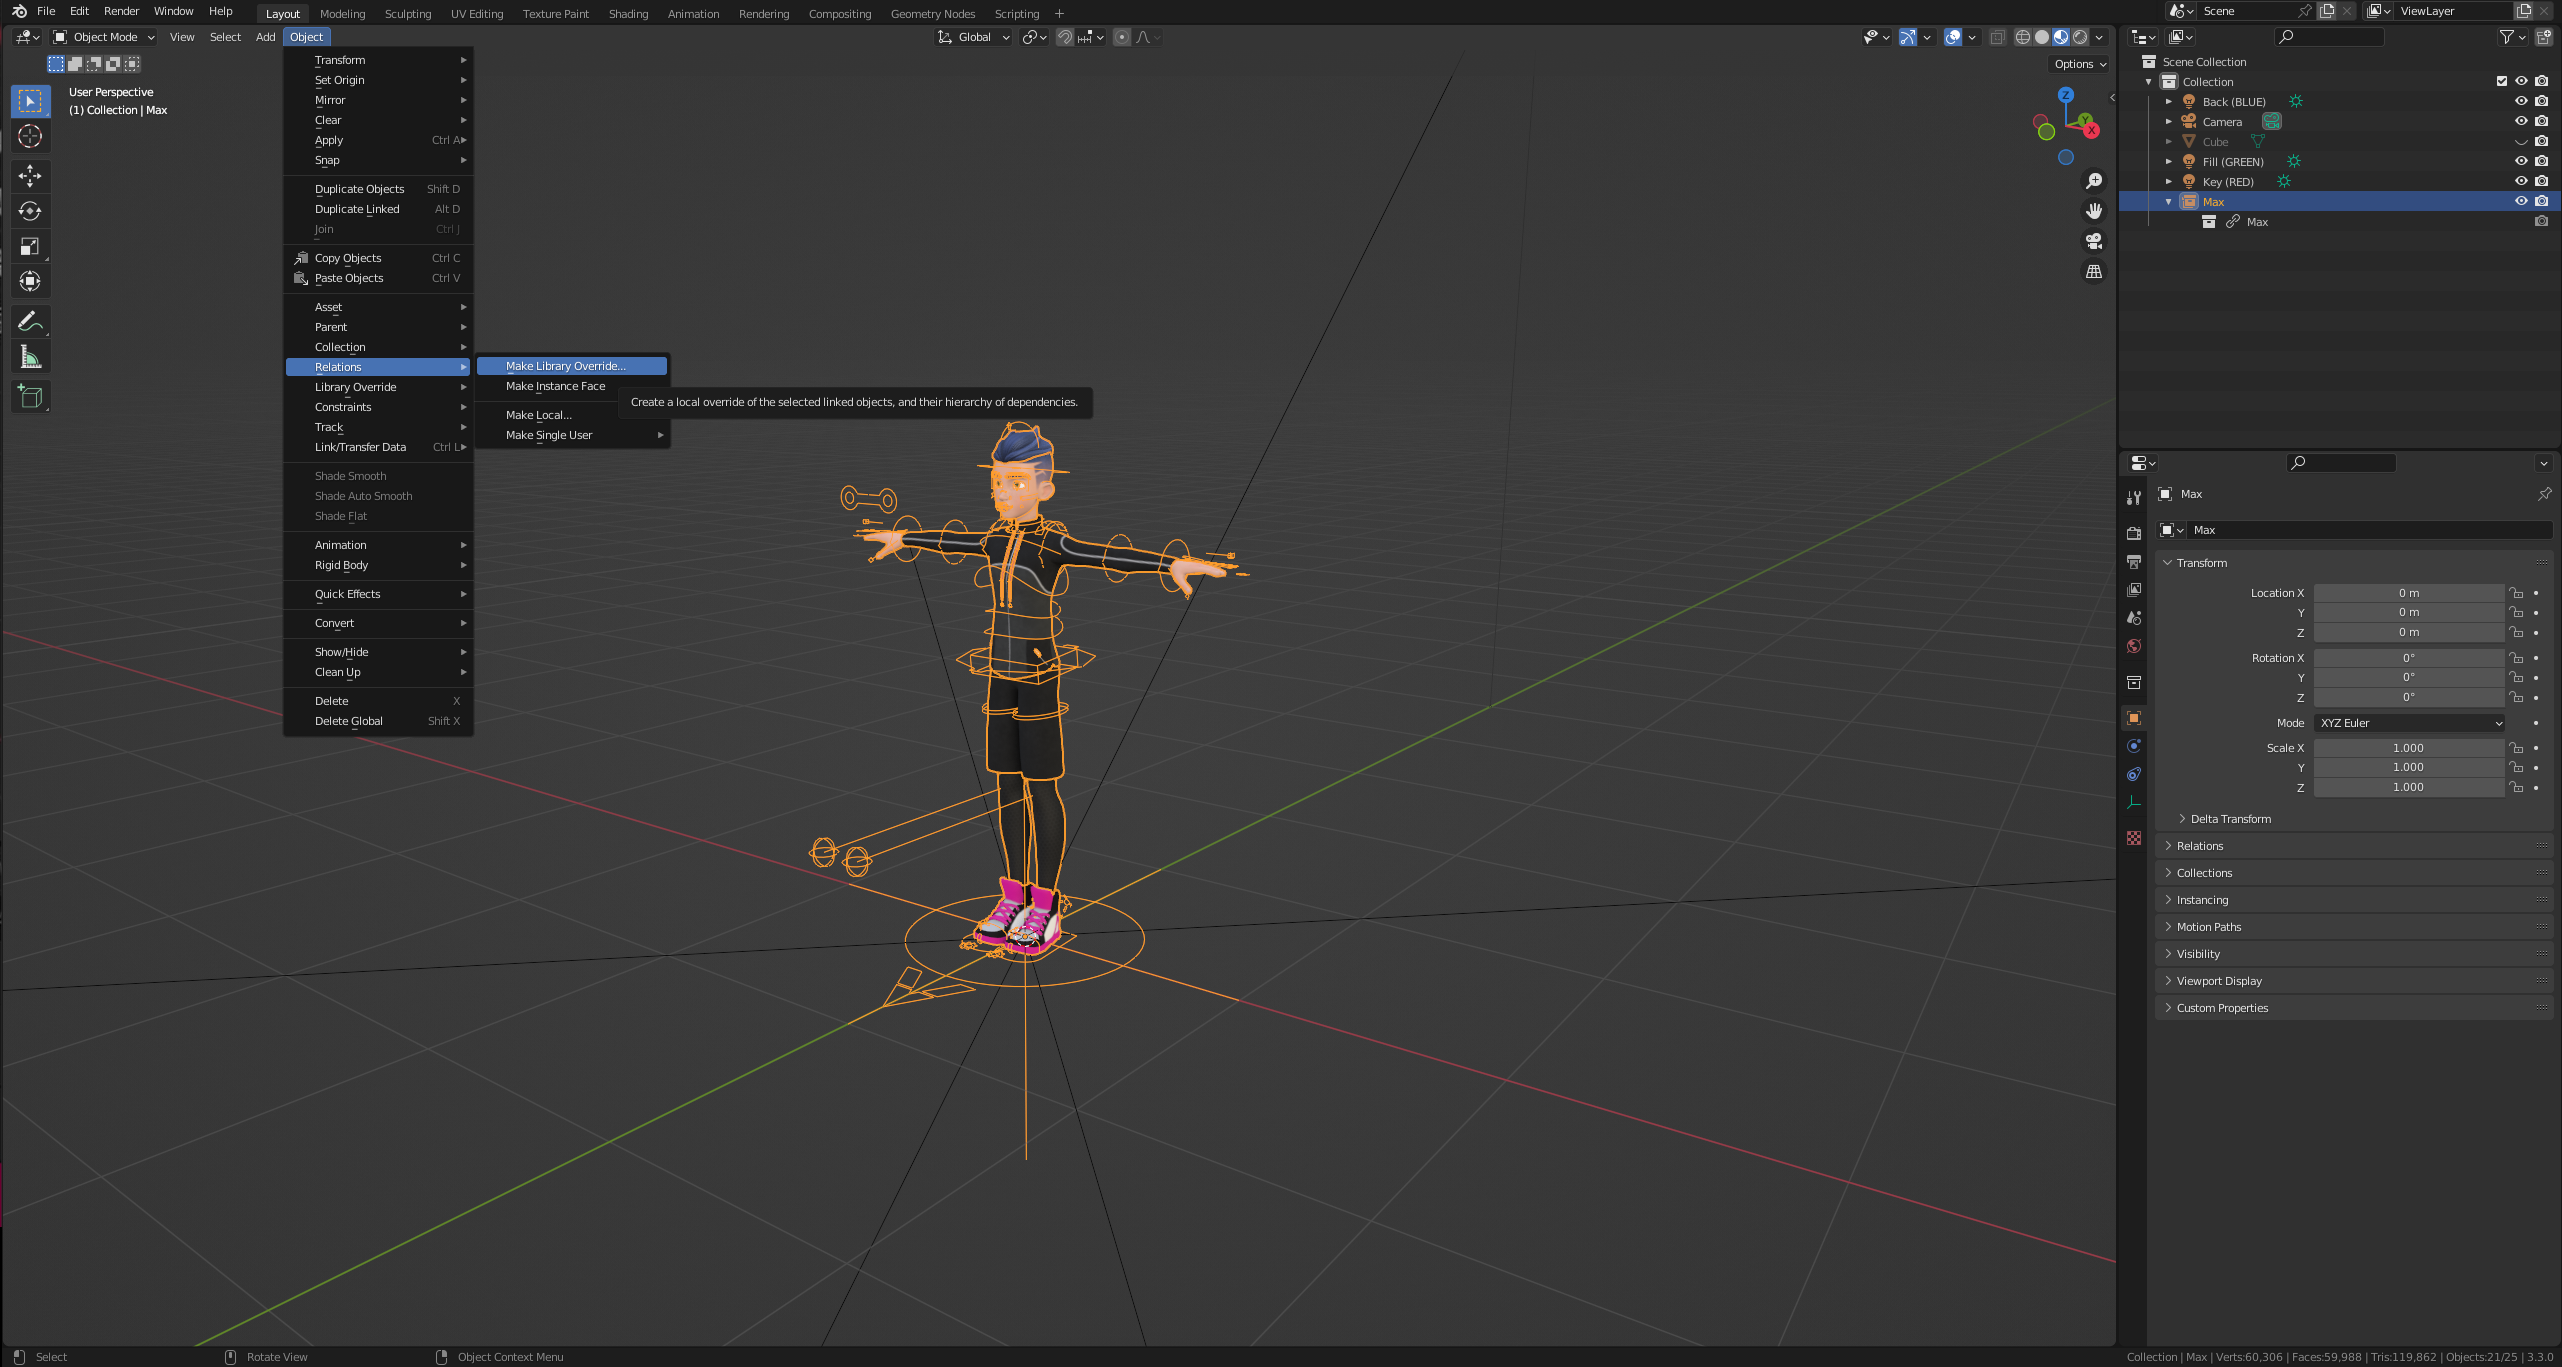 File Edit Render Window Help Layout Modeling Sculpting UV Editing Texture Paint Shading Animation Rendering Compositing Geometry Nodes Scripting + Scene ViewLayer
Object Mode View Select Add Object Global
Options
User Perspective
(1) Collection | Max
Transform
Set Origin
Mirror
Clear
Apply Ctrl A
Snap
Duplicate Objects Shift D
Duplicate Linked Alt D
Join Ctrl J
Copy Objects Ctrl C
Paste Objects Ctrl V
Asset
Parent
Collection
Relations
Library Override
Constraints
Track
Link/Transfer Data Ctrl L
Shade Smooth
Shade Auto Smooth
Shade Flat
Animation
Rigid Body
Quick Effects
Convert
Show/Hide
Clean Up
Delete X
Delete Global Shift X
Make Library Override...
Make Instance Face
Make Local...
Make Single User
Create a local override of the selected linked objects, and their hierarchy of dependencies.
Z
Y
X
Scene Collection
Collection
Back (BLUE)
Camera
Cube
Fill (GREEN)
Key (RED)
Max
Max
Max
Max
Transform
Location X 0 m
Y 0 m
Z 0 m
Rotation X 0°
Y 0°
Z 0°
Mode XYZ Euler
Scale X 1.000
Y 1.000
Z 1.000
Delta Transform
Relations
Collections
Instancing
Motion Paths
Visibility
Viewport Display
Custom Properties
Select Rotate View Object Context Menu Collection | Max | Verts:60,306 | Faces:59,988 | Tris:119,862 | Objects:21/25 | 3.3.0